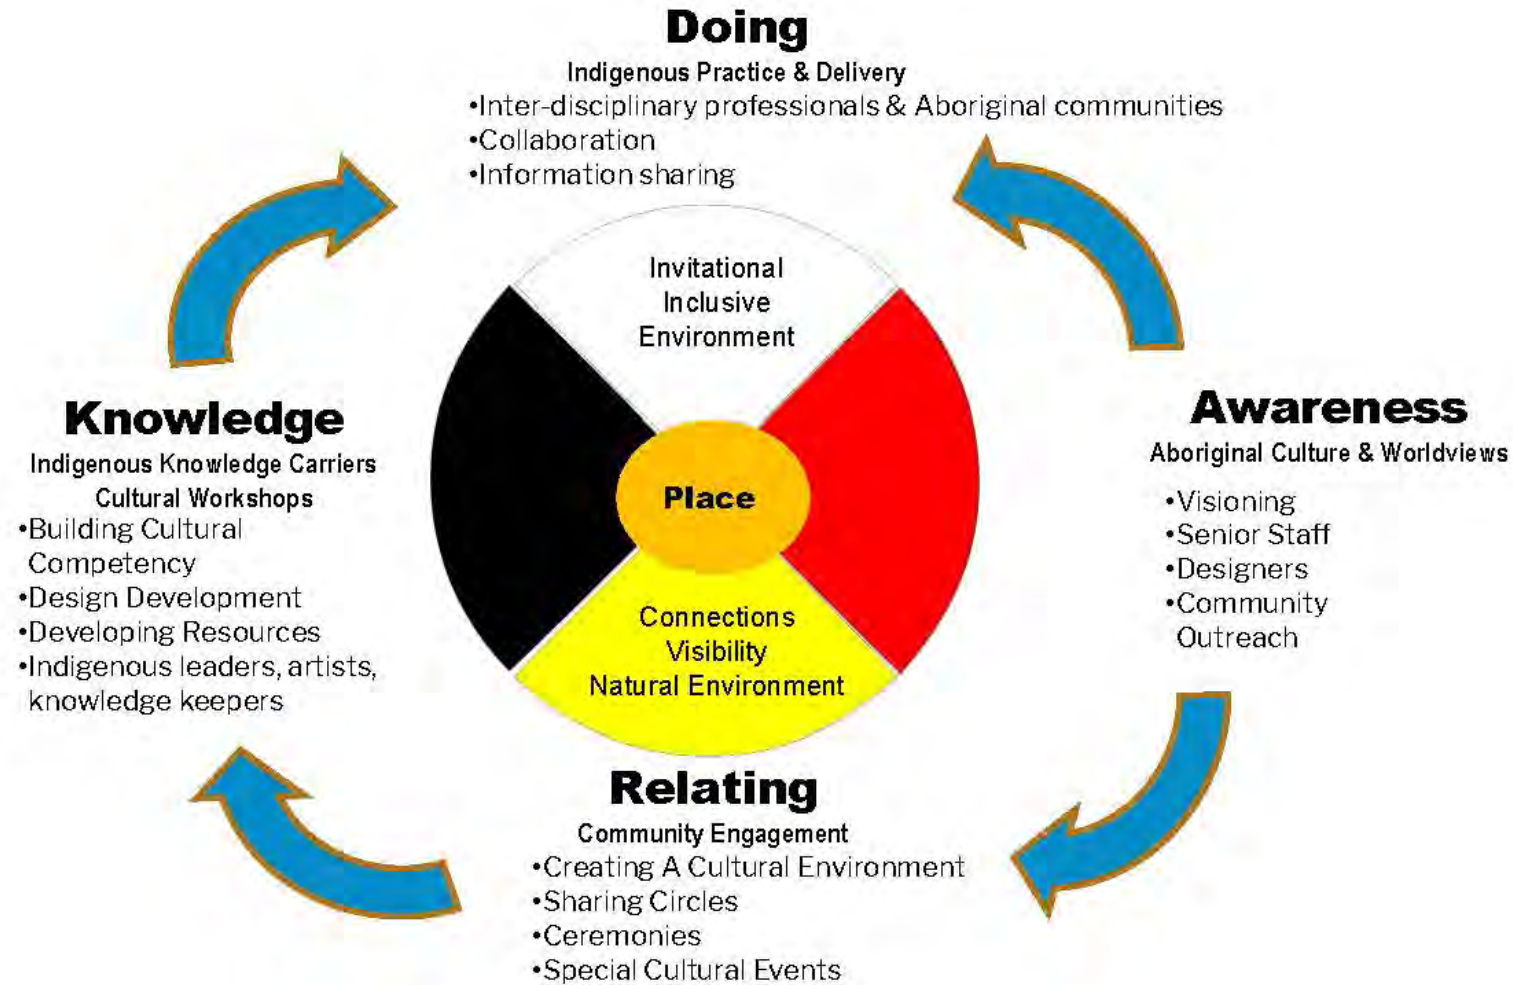 Doing
Indigenous Practice & Delivery
•Inter-disciplinary professionals & Aboriginal communities
•Collaboration
•Information sharing
Invitational
Inclusive
Environment
Knowledge
Indigenous Knowledge Carriers
Cultural Workshops
•Building Cultural
Competency
•Design Development
•Developing Resources
•Indigenous leaders, artists,
knowledge keepers
Place
Awareness
Aboriginal Culture & Worldviews
•Visioning
•Senior Staff
•Designers
•Community
Outreach
Connections
Visibility
Natural Environment
Relating
Community Engagement
•Creating A Cultural Environment
•Sharing Circles
•Ceremonies
•Special Cultural Events